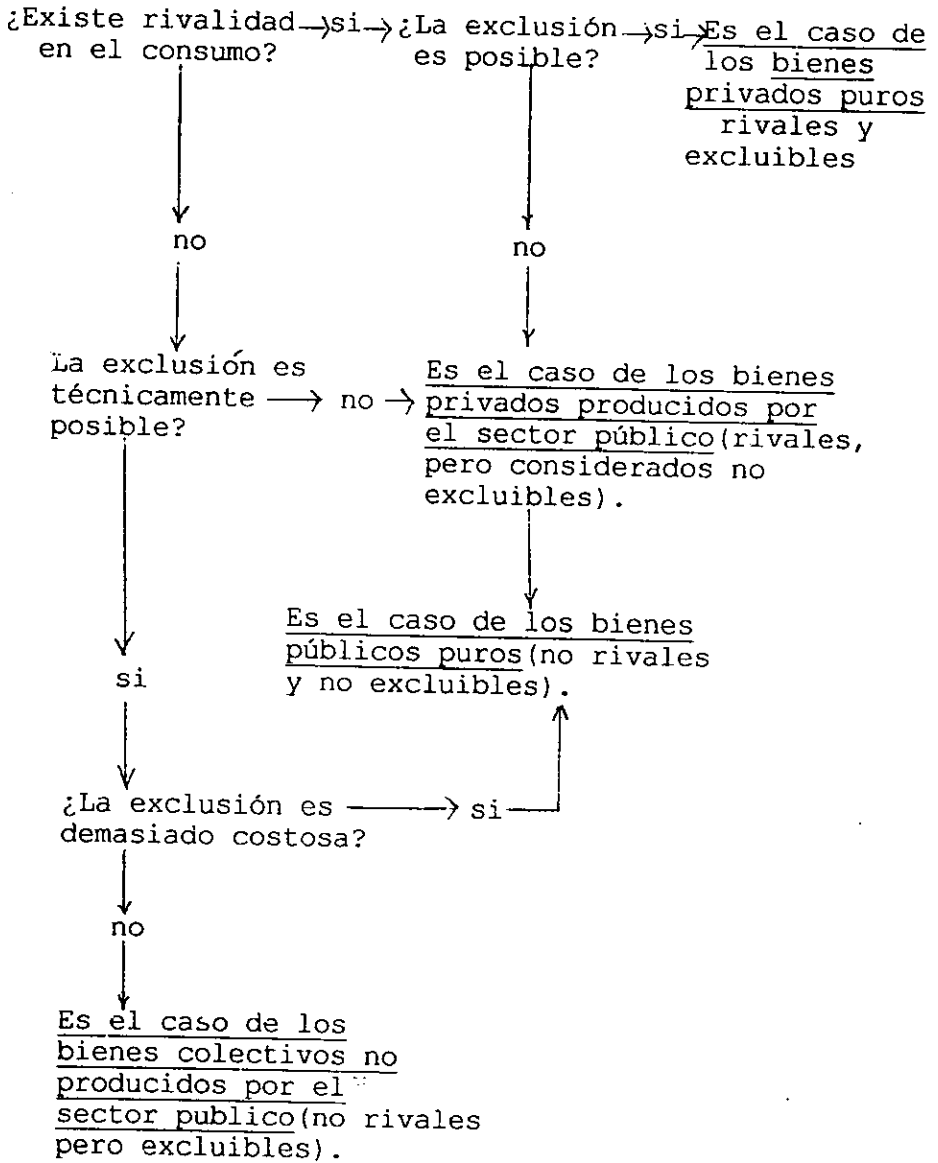 ¿Existe rivalidad → si → ¿La exclusión → si → Es el caso de
en el consumo? es posible? los bienes
privados puros
rivales y
excluibles
no no
La exclusión es
técnicamente → no →
posible?
Es el caso de los bienes
privados producidos por
el sector público(rivales,
pero considerados no
excluibles).
Es el caso de los bienes
públicos puros(no rivales
y no excluibles).
si
¿La exclusión es → si
demasiado costosa?
no
Es el caso de los
bienes colectivos no
producidos por el
sector publico(no rivales
pero excluibles).